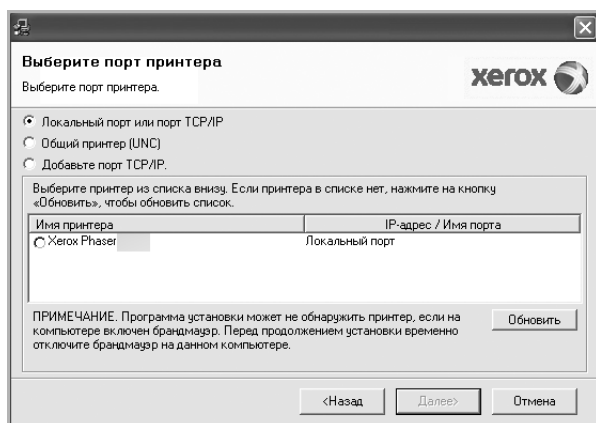 Выберите порт принтера
Выберите порт принтера.
xerox
Локальный порт или порт TCP/IP
Общий принтер (UNC)
Добавьте порт TCP/IP.
Выберите принтер из списка внизу. Если принтера в списке нет, нажмите на кнопку
«Обновить», чтобы обновить список.
Имя принтера IP-адрес / Имя порта
Xerox Phaser Локальный порт
ПРИМЕЧАНИЕ. Программа установки может не обнаружить принтер, если на
компьютере включен брандмауэр. Перед продолжением установки временно
отключите брандмауэр на данном компьютере.
Обновить
<Назад Далее> Отмена